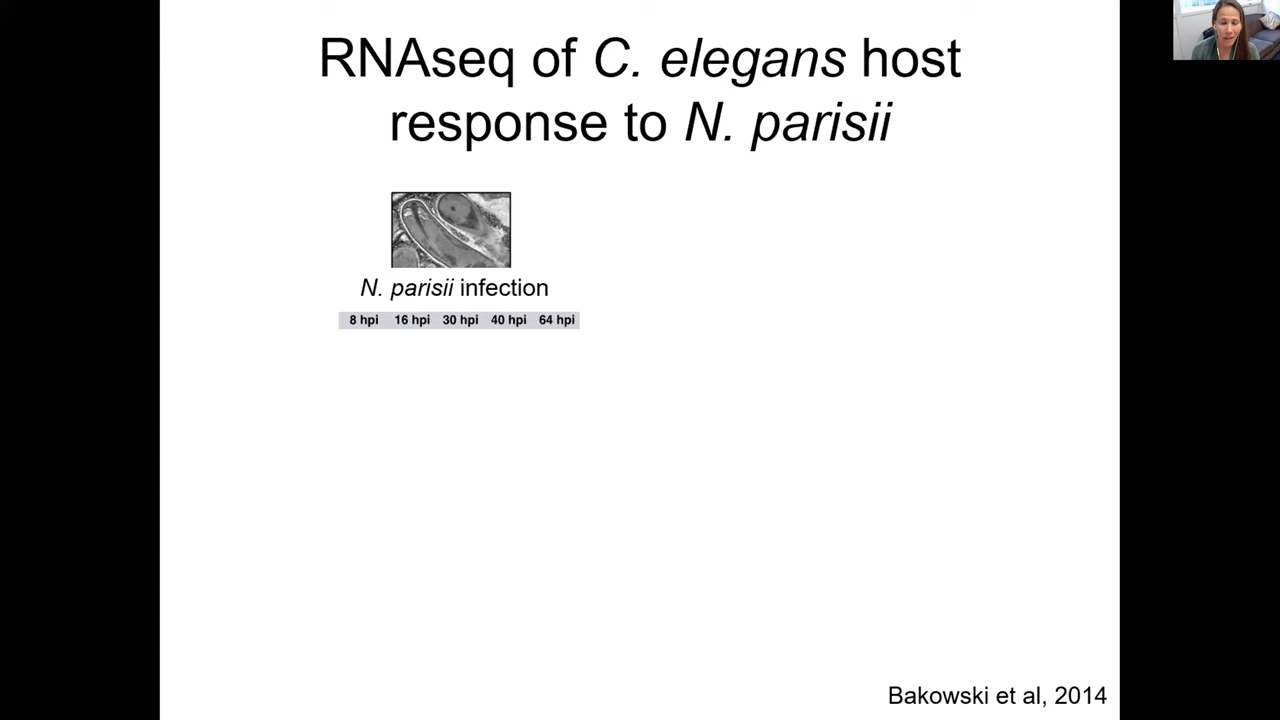 RNAseq of C. elegans host
response to N. parisii
N. parisii infection
8 hpi 16 hpi 30 hpi 40 hpi 64 hpi
Bakowski et al, 2014